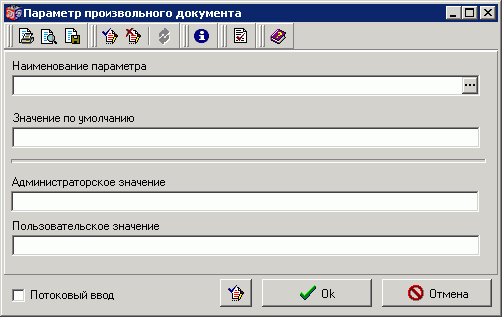 Параметр произвольного документа
Наименование параметра
...
Значение по умолчанию
Администраторское значение
Пользовательское значение
Потоковый ввод
Ok
Отмена